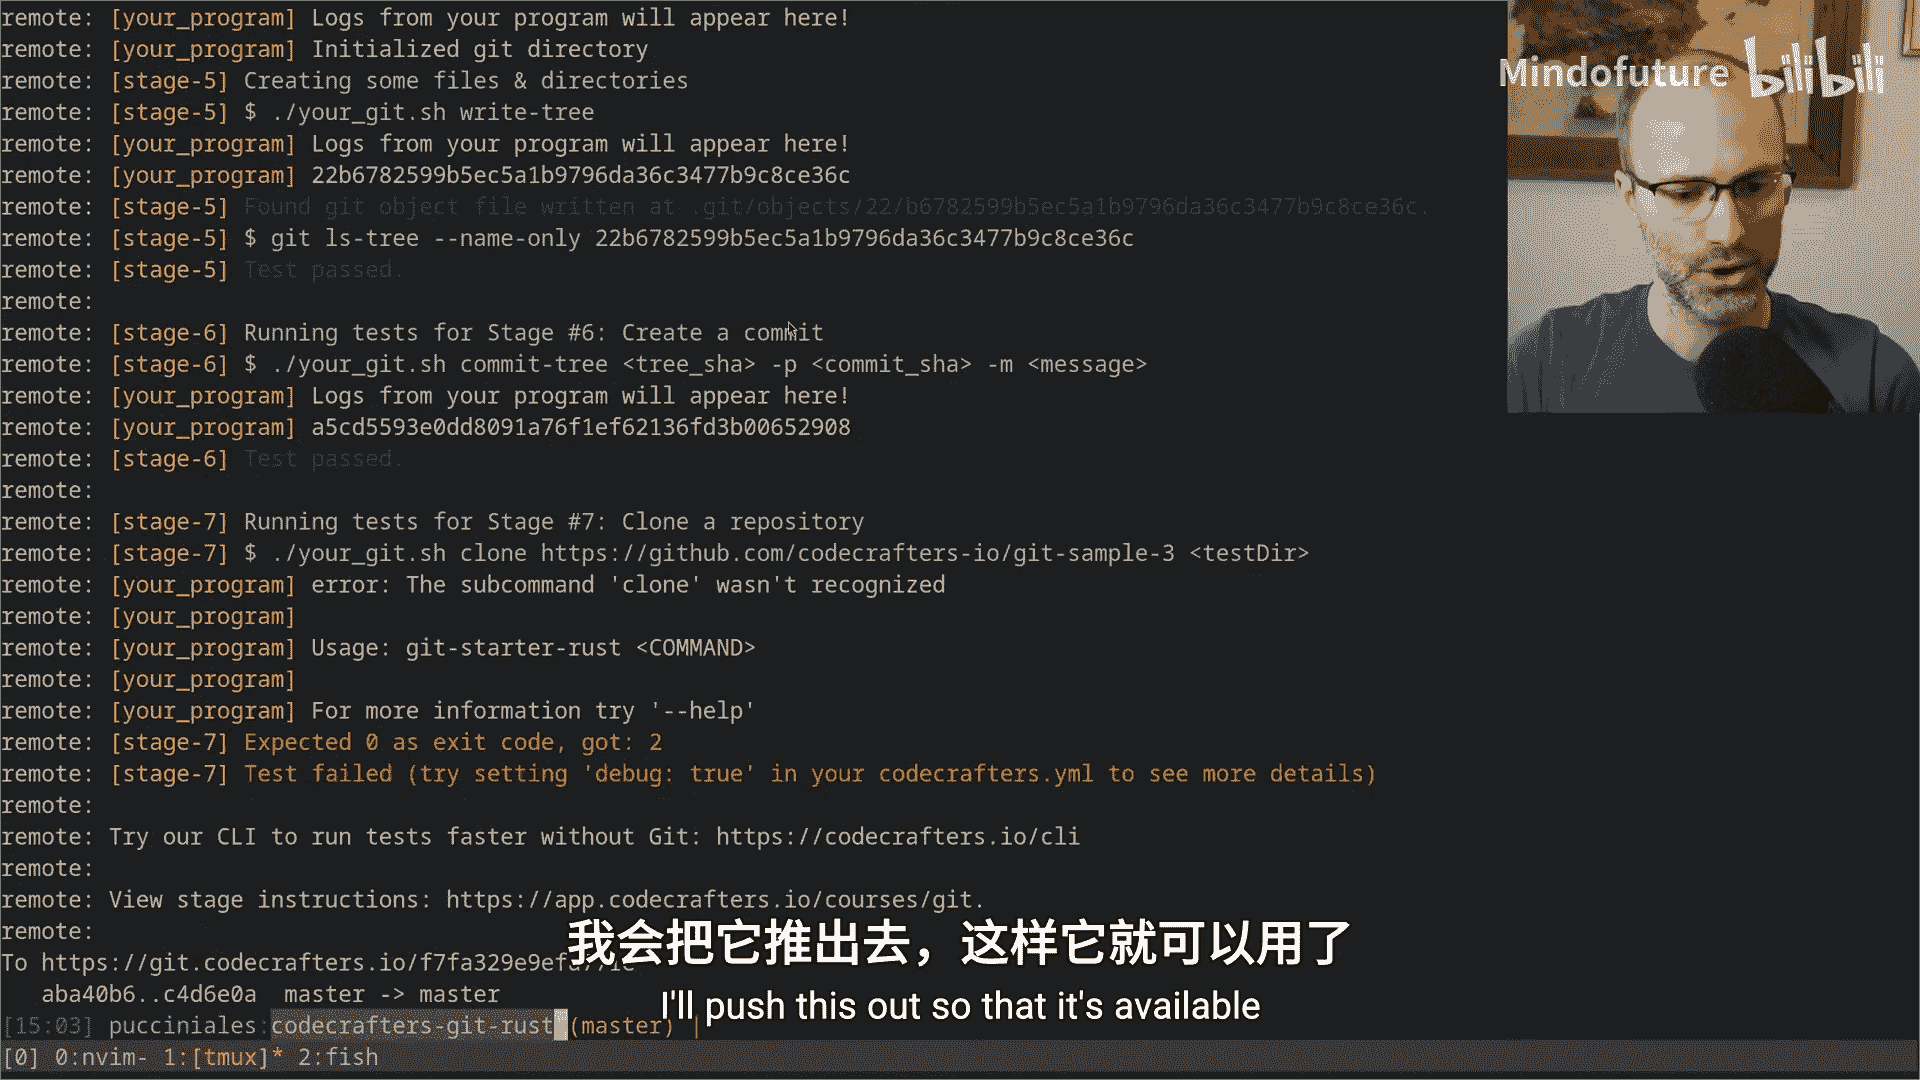 remote: [your_program] Logs from your program will appear here!
remote: [your_program] Initialized git directory
remote: [stage-5] Creating some files & directories
Mindofuture bilibili
remote: [stage-5] $ ./your_git.sh write-tree
remote: [your_program] Logs from your program will appear here!
remote: [your_program] 22b6782599b5ec5a1b9796da36c3477b9c8ce36c
remote: [stage-5] Found git object file written at .git/objects/22/b6782599b5ec5a1b9796da36c3477b9c8ce36c.
remote: [stage-5] $ git ls-tree --name-only 22b6782599b5ec5a1b9796da36c3477b9c8ce36c
remote: [stage-5] Test passed.
remote:
remote: [stage-6] Running tests for Stage #6: Create a commit
remote: [stage-6] $ ./your_git.sh commit-tree <tree_sha> -p <commit_sha> -m <message>
remote: [your_program] Logs from your program will appear here!
remote: [your_program] a5cd5593e0dd8091a76f1ef62136fd3b00652908
remote: [stage-6] Test passed.
remote:
remote: [stage-7] Running tests for Stage #7: Clone a repository
remote: [stage-7] $ ./your_git.sh clone https://github.com/codecrafters-io/git-sample-3 <testDir>
remote: [your_program] error: The subcommand 'clone' wasn't recognized
remote: [your_program]
remote: [your_program] Usage: git-starter-rust <COMMAND>
remote: [your_program]
remote: [your_program] For more information try '--help'
remote: [stage-7] Expected 0 as exit code, got: 2
remote: [stage-7] Test failed (try setting 'debug: true' in your codecrafters.yml to see more details)
remote:
remote: Try our CLI to run tests faster without Git: https://codecrafters.io/cli
remote:
remote: View stage instructions: https://app.codecrafters.io/courses/git.
remote:
我会把它推出去，这样它就可以用了
To
aba40b6..c4d6e0a master -> master
I'll push this out so that it's available
[15:03] pucciniales:codecrafters-git-rust (master) |
[0] 0:nvim- 1:[tmux]* 2:fish